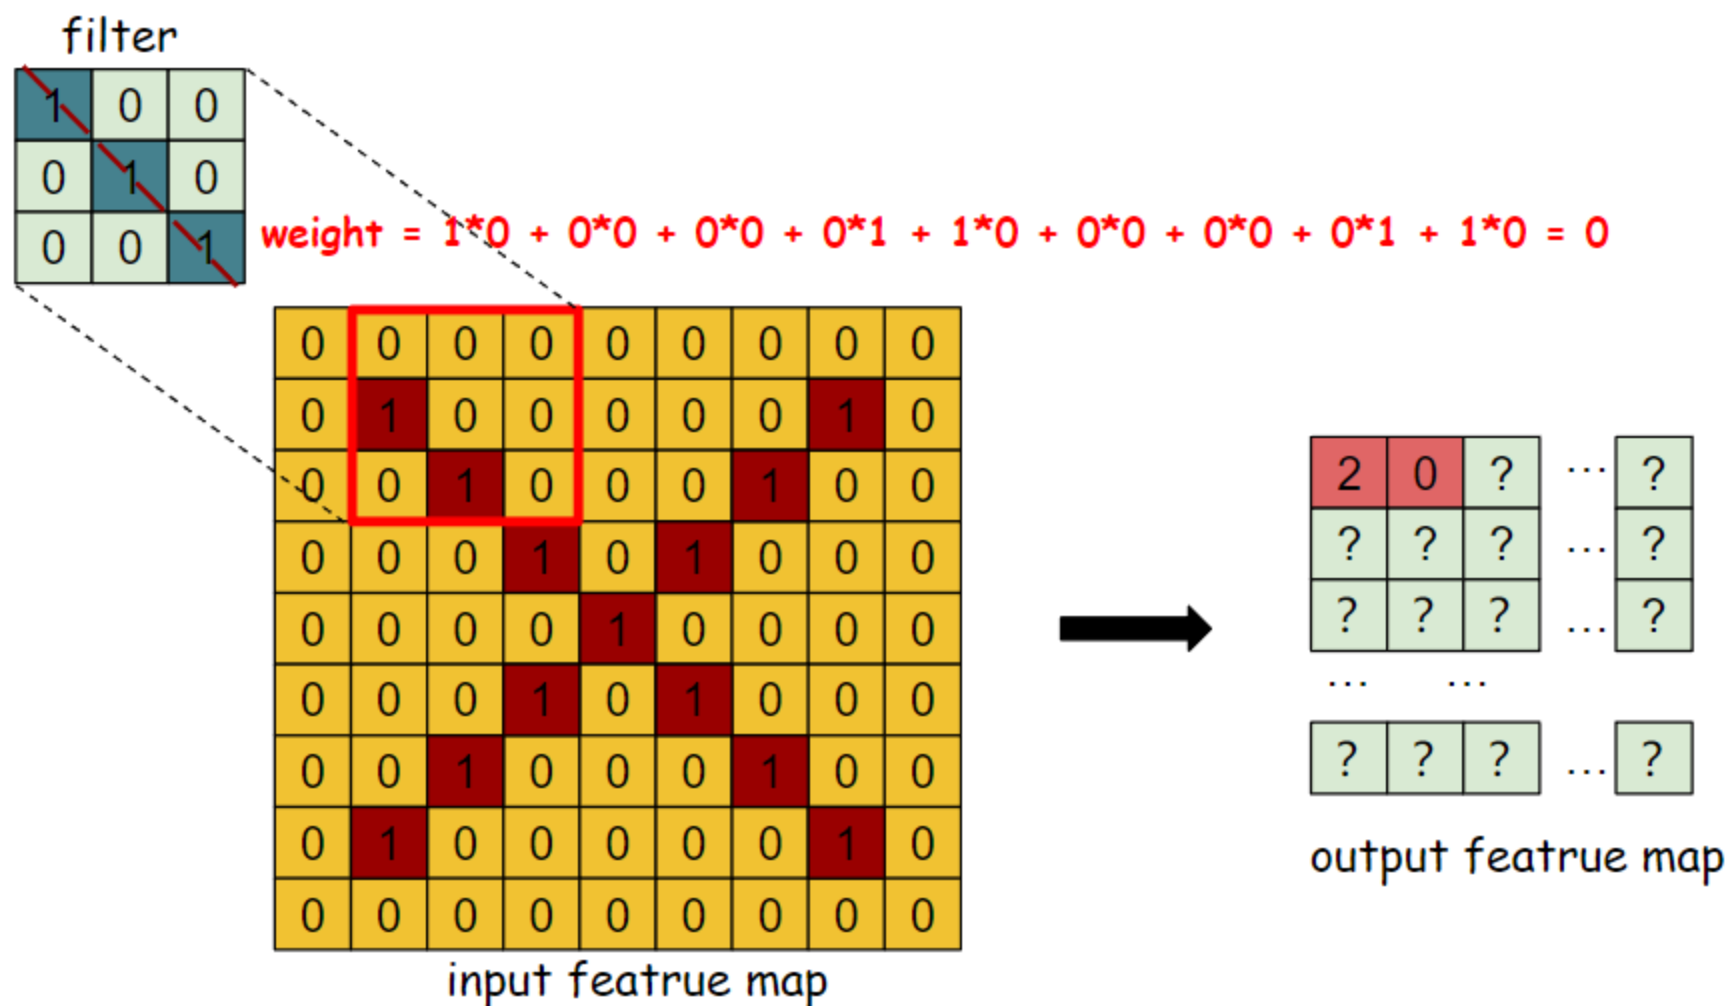 filter
1 0 0
0 1 0
0 0 1
weight = 1*0 + 0*0 + 0*0 + 0*1 + 1*0 + 0*0 + 0*0 + 0*1 + 1*0 = 0
0 0 0 0 0 0 0 0 0
0 1 0 0 0 0 0 1 0
0 0 1 0 0 0 1 0 0
0 0 0 1 0 1 0 0 0
0 0 0 0 1 0 0 0 0
0 0 0 1 0 1 0 0 0
0 0 1 0 0 0 1 0 0
0 1 0 0 0 0 0 1 0
0 0 0 0 0 0 0 0 0
input featrue map
2 0 ? ... ?
? ? ? ... ?
? ? ? ... ?
... ...
? ? ? ... ?
output featrue map